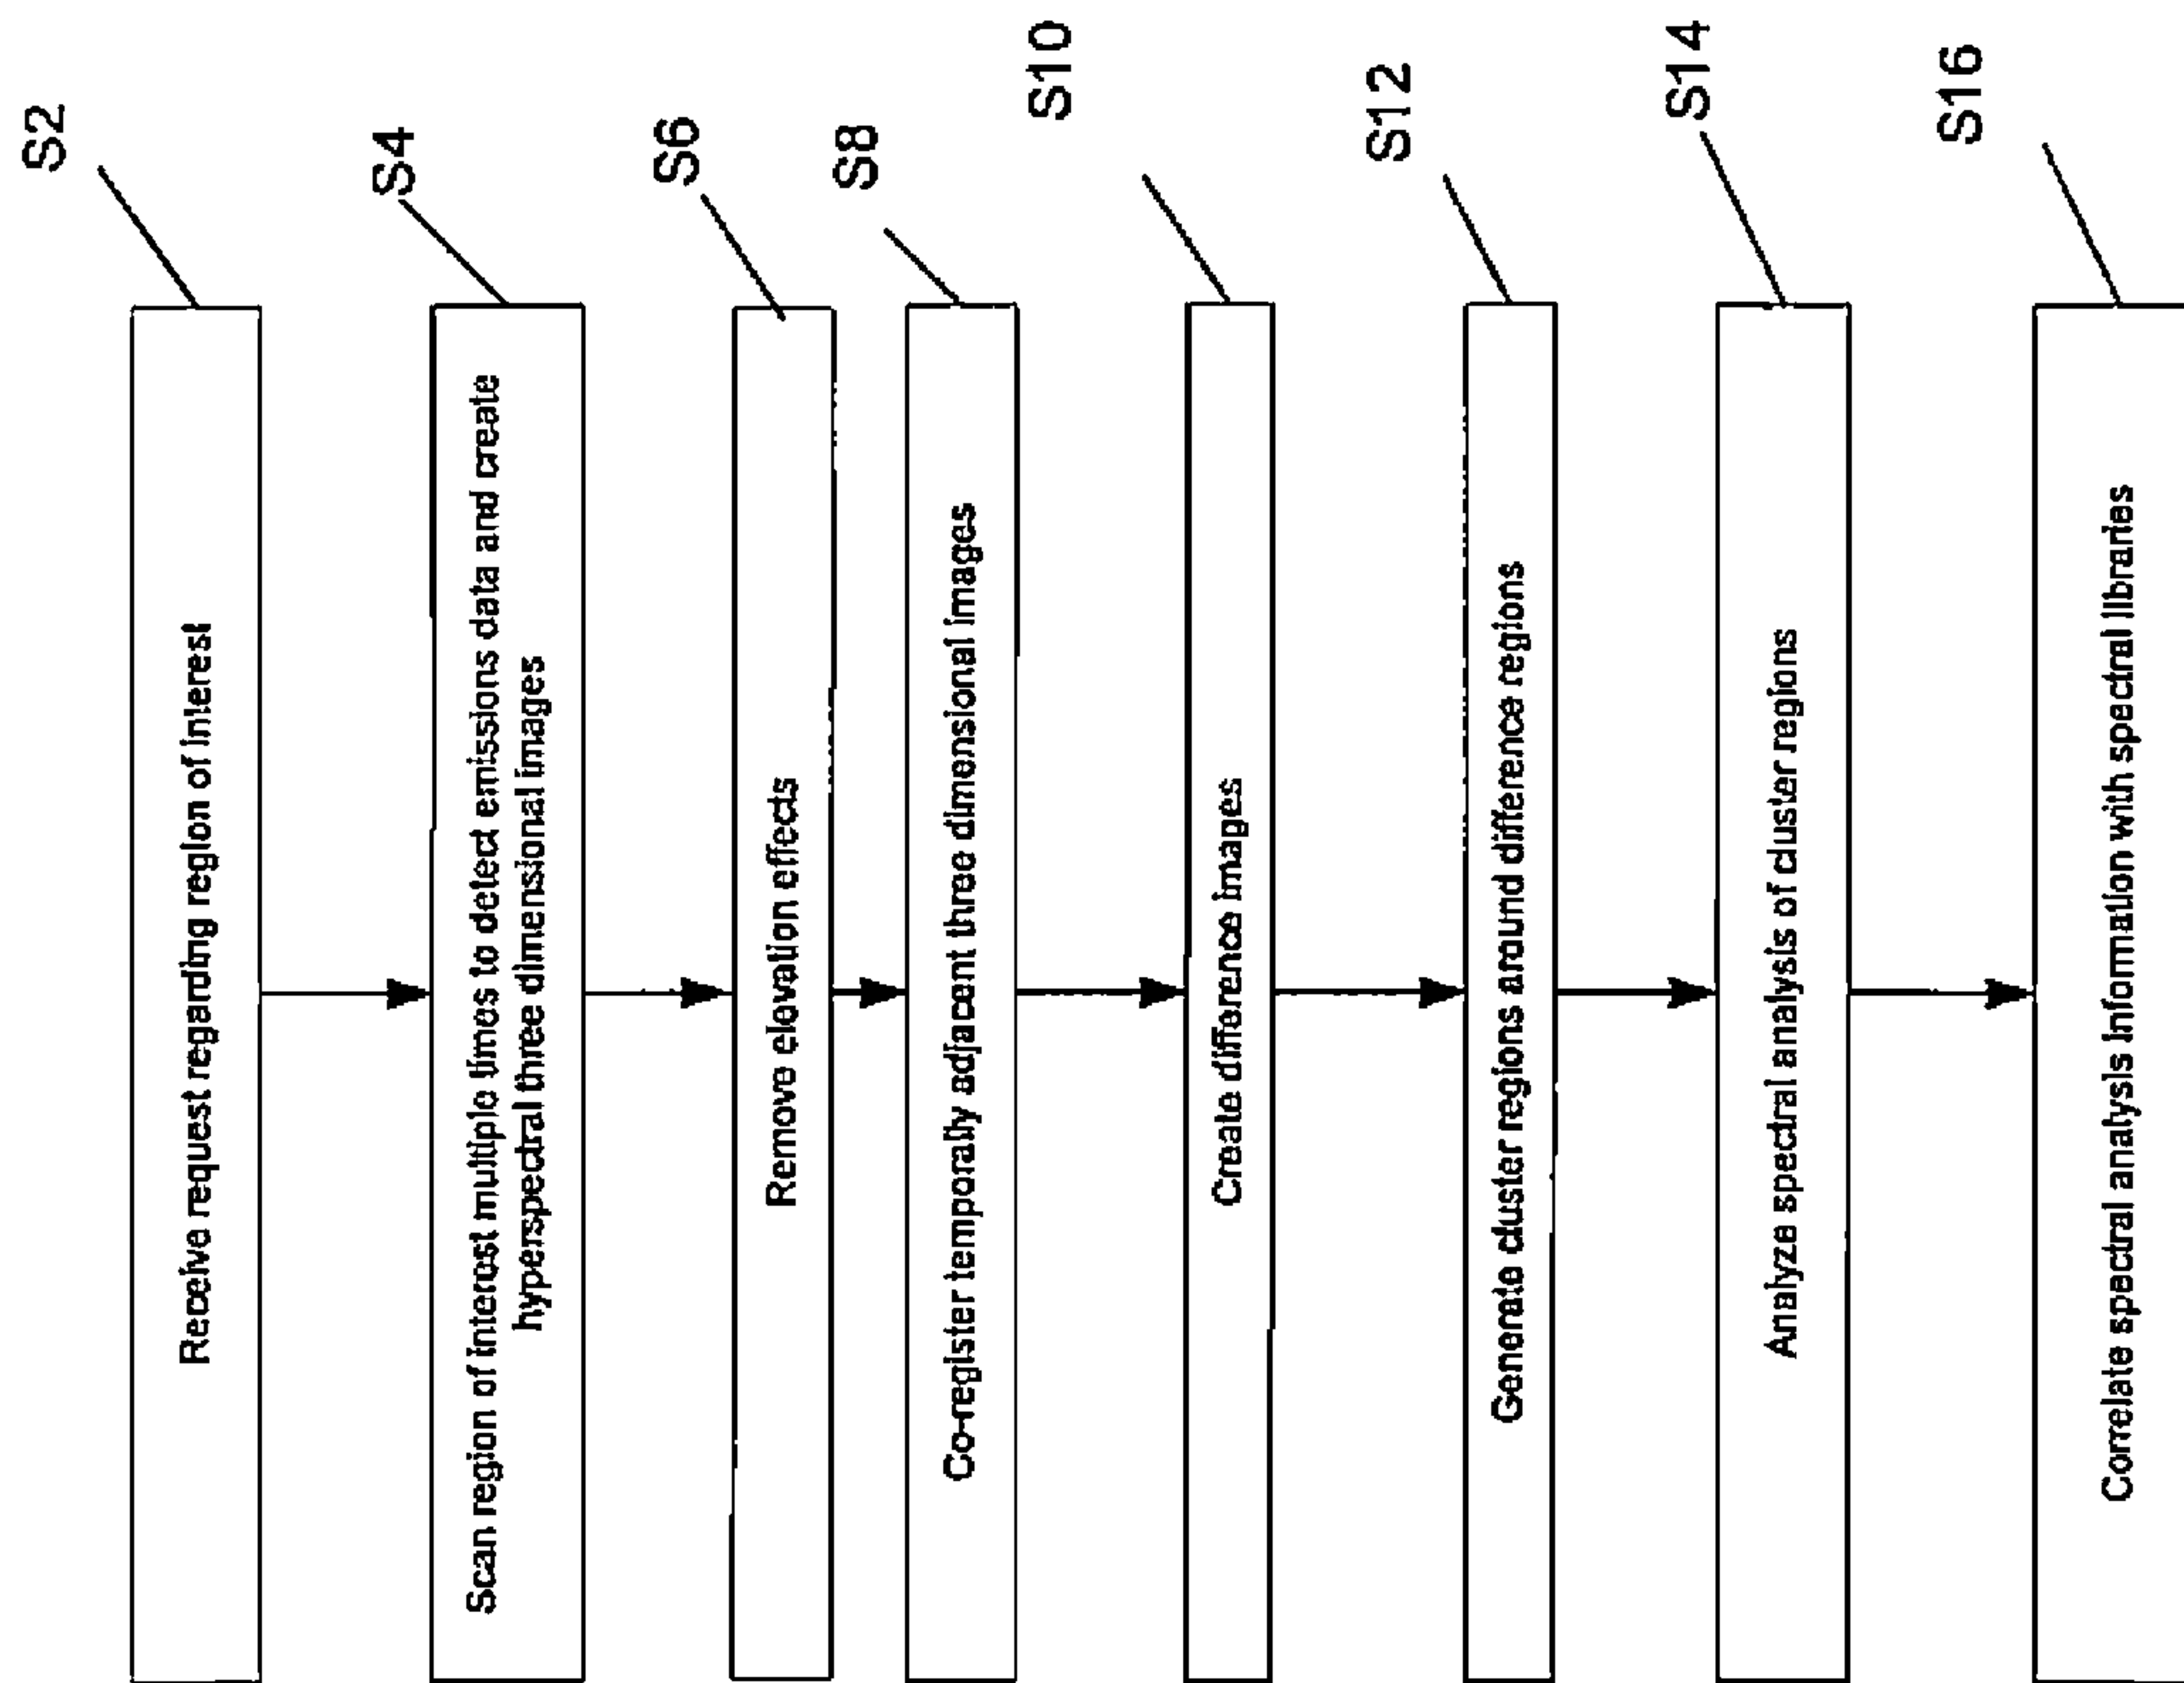 S2
Receive request regarding region of interest
S4
Scan region of interest multiple times to detect emissions data and create
hyperspectral three dimensional images
S6
Remove elevation effects
S8
Co-register temporally adjacent three dimensional images
S10
Create difference images
S12
Generate cluster regions around difference regions
S14
Analyze spectral analysis of cluster regions
S16
Correlate spectral analysis information with spectral libraries